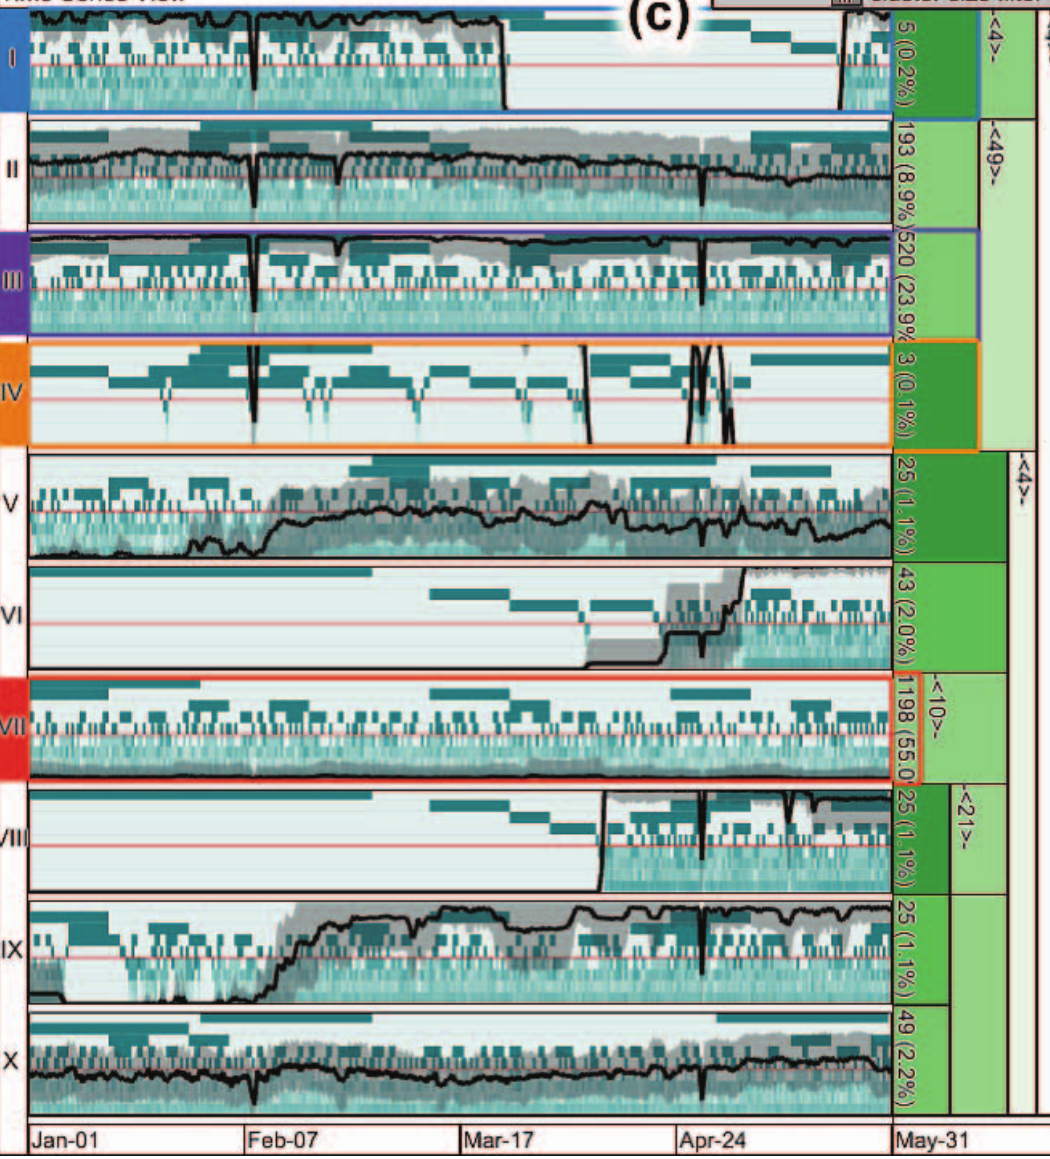 (c)
I
5 (0.2%)
-<4>-
II
193 (8.9%)
-<49>-
III
520 (23.9%
IV
3 (0.1%)
V
25 (1.1%)
-<4>-
VI
43 (2.0%)
VII
1198 (55.0
-<10>-
VIII
25 (1.1%)
-<21>-
IX
25 (1.1%)
X
49 (2.2%)
Jan-01
Feb-07
Mar-17
Apr-24
May-31